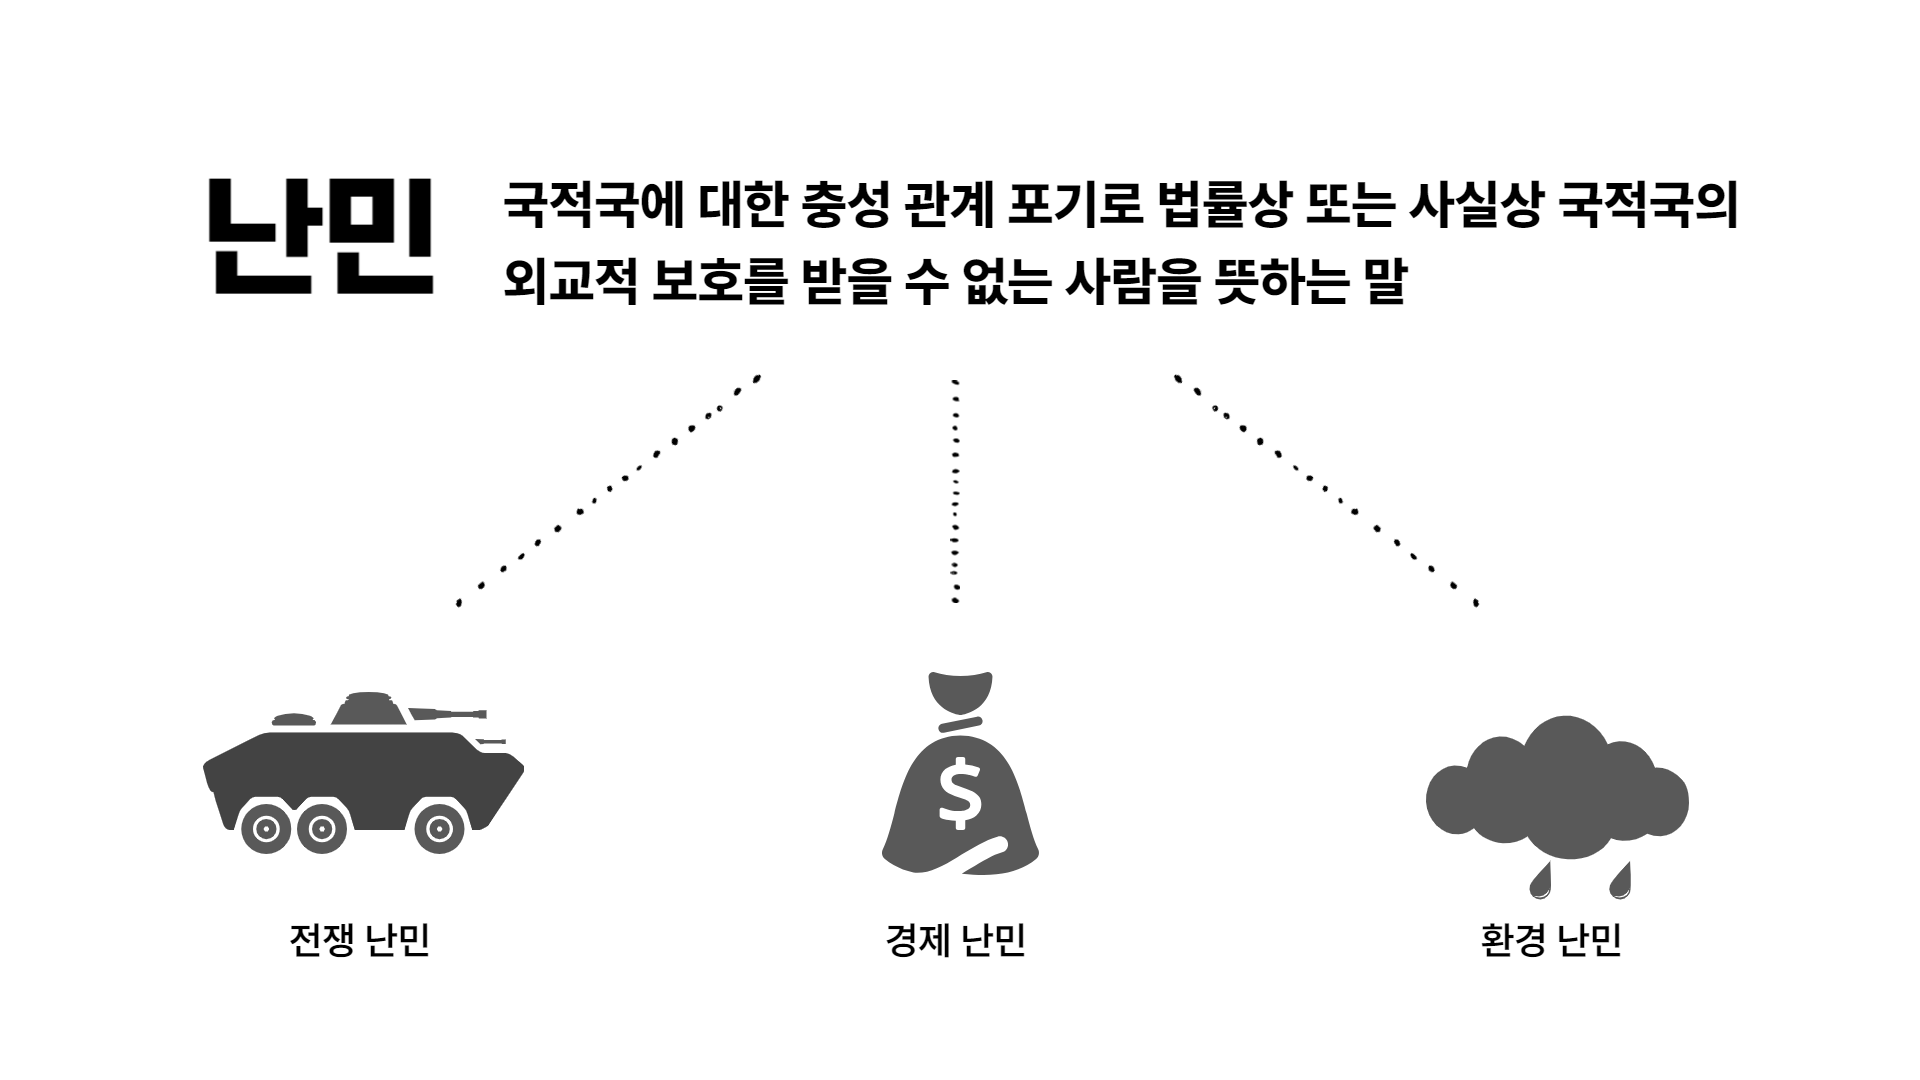 난민
국적국에 대한 충성 관계 포기로 법률상 또는 사실상 국적국의
외교적 보호를 받을 수 없는 사람을 뜻하는 말
$
전쟁 난민
경제 난민
환경 난민